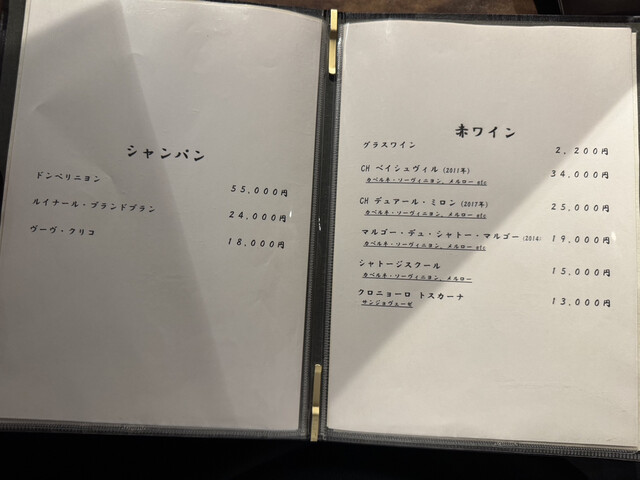 シャンパン
ドンペリニヨン 55,000円
ルイナール・ブランドブラン 24,000円
ヴーヴ・クリコ 18,000円
赤ワイン
グラスワイン 2,200円
CH ベイシュヴィル (2011年) 34,000円
カベルネ・ソーヴィニヨン、メルロー etc
CH デュアール・ミロン (2017年) 25,000円
カベルネ・ソーヴィニヨン、メルロー etc
マルゴー・デュ・シャトー・マルゴー (2014) 19,000円
カベルネ・ソーヴィニヨン、メルロー etc
シャトージスクール 15,000円
カベルネ・ソーヴィニヨン、メルロー
クロニョーロ トスカーナ 13,000円
サンジョヴェーゼ